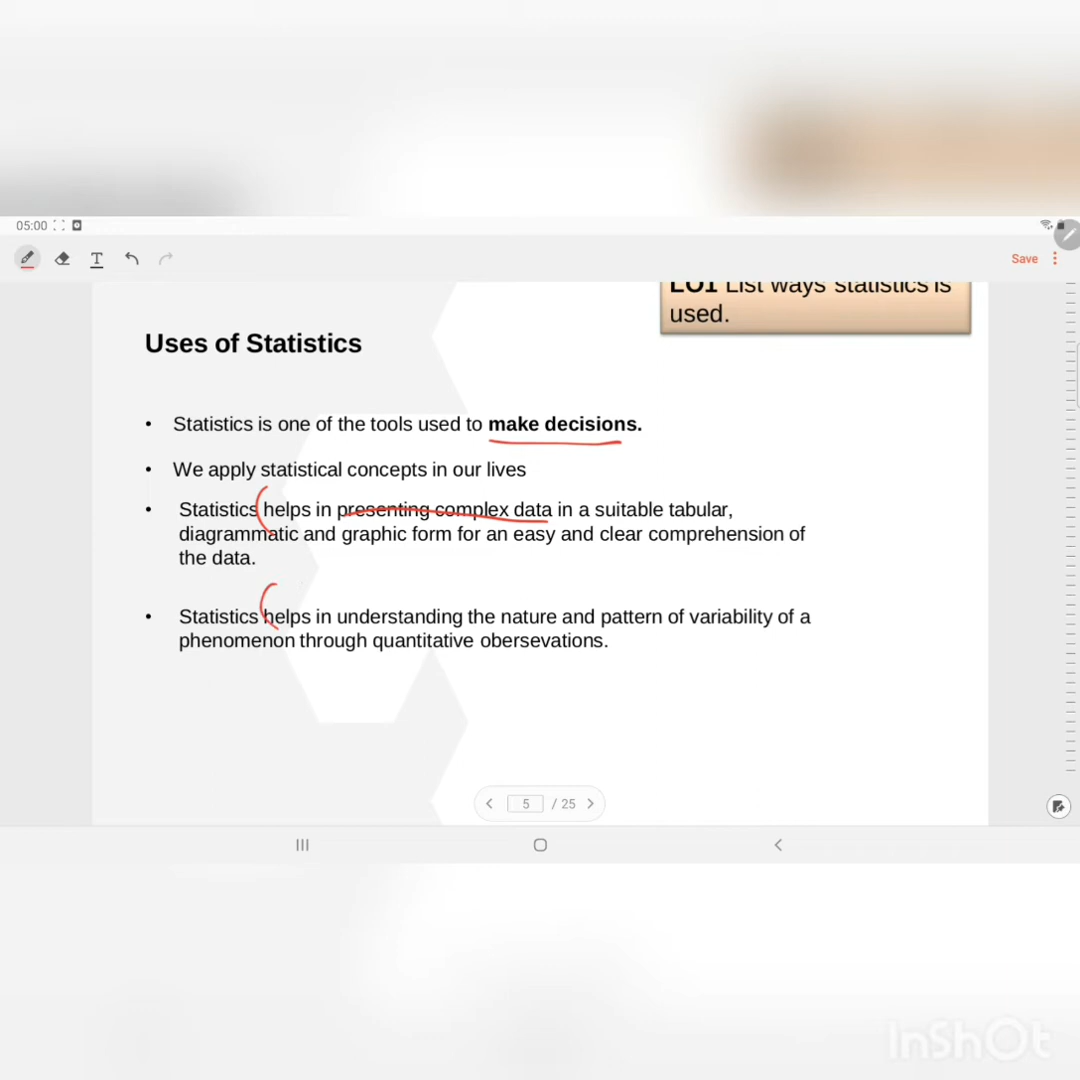 05:00
T
Save
LO1 List ways statistics is
used.
Uses of Statistics
• Statistics is one of the tools used to make decisions.
• We apply statistical concepts in our lives
• Statistics helps in presenting complex data in a suitable tabular,
diagrammatic and graphic form for an easy and clear comprehension of
the data.
• Statistics helps in understanding the nature and pattern of variability of a
phenomenon through quantitative obersevations.
5 / 25
InShOt